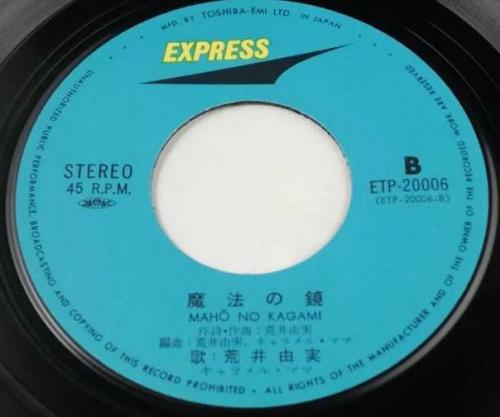 MFD. BY TOSHIBA-EMI LTD. IN JAPAN
EXPRESS
STEREO
45 R.P.M.
JASRAC
B
ETP-20006
(ETP-20006-B)
魔法の鏡
MAHŌ NO KAGAMI
作詩・作曲:荒井由実
編曲:荒井由実、キャラメル・ママ
歌:荒井由実
キャラメル・ママ
ALL RIGHTS OF THE MANUFACTURER AND OF THE OWNER OF THE RECORDED WORK ARE RESERVED
UNAUTHORIZED PUBLIC PERFORMANCE, BROADCASTING AND COPYING OF THIS RECORD PROHIBITED •